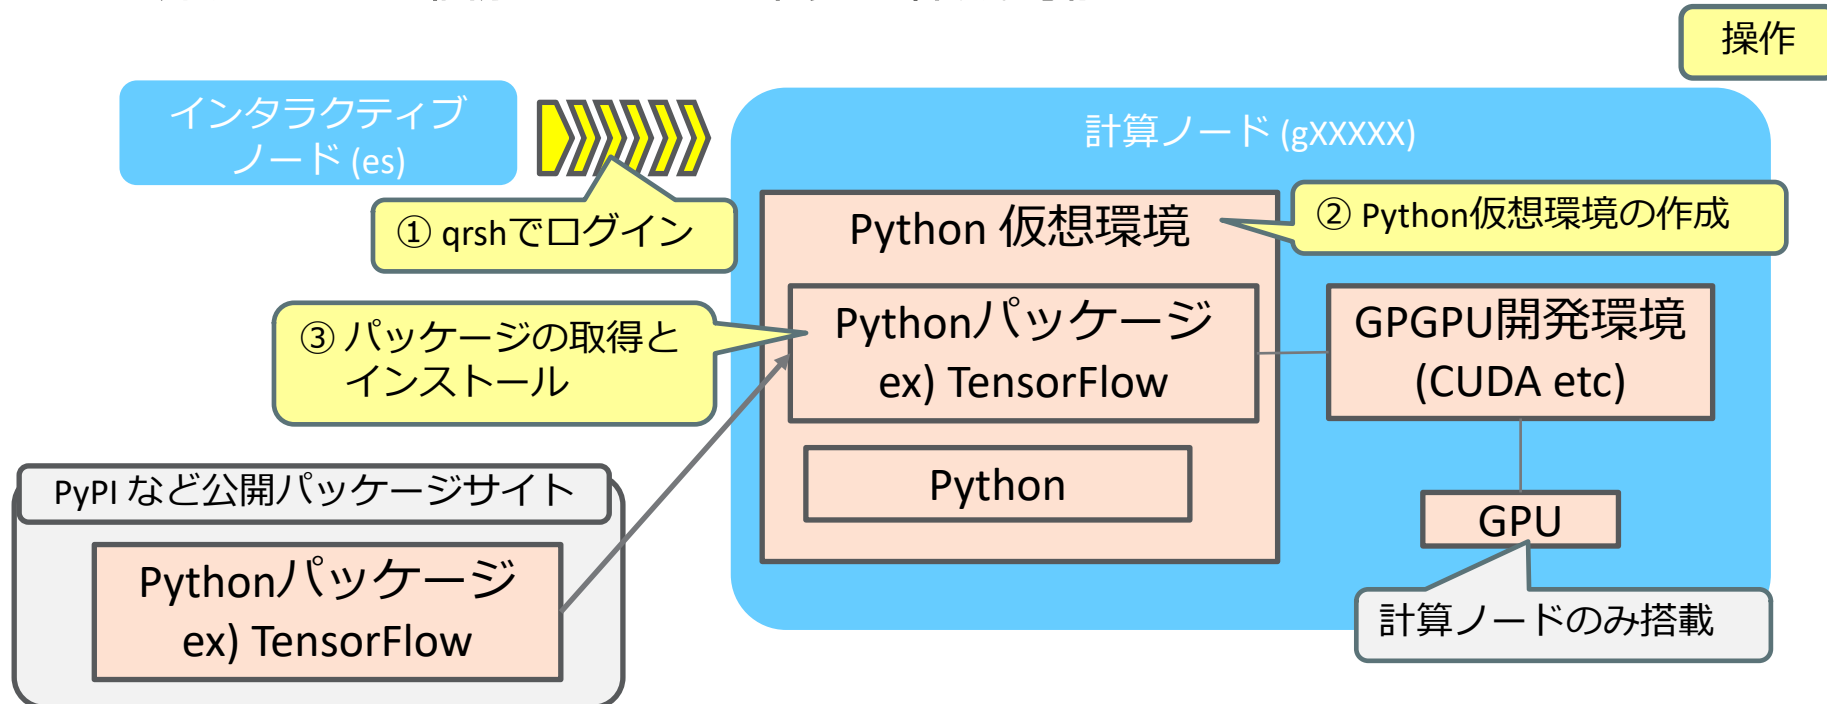 操作
インタラクティブ
ノード (es)
計算ノード (gXXXXX)
① qrshでログイン
Python 仮想環境
② Python仮想環境の作成
③ パッケージの取得と
インストール
Pythonパッケージ
ex) TensorFlow
GPGPU開発環境
(CUDA etc)
Python
GPU
計算ノードのみ搭載
PyPI など公開パッケージサイト
Pythonパッケージ
ex) TensorFlow